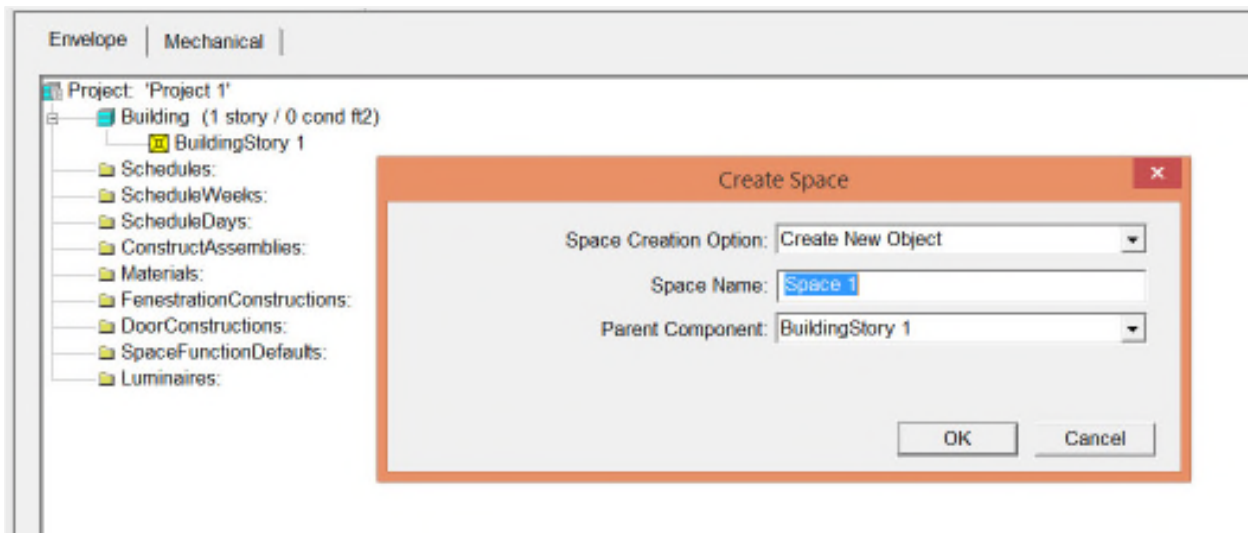 Envelope
Mechanical
Project: 'Project 1'
Building (1 story / 0 cond ft2)
BuildingStory 1
Schedules:
ScheduleWeeks:
ScheduleDays:
ConstructAssemblies:
Materials:
FenestrationConstructions:
DoorConstructions:
SpaceFunctionDefaults:
Luminaires:
Create Space
Space Creation Option: Create New Object
Space Name: Space 1
Parent Component: BuildingStory 1
OK
Cancel